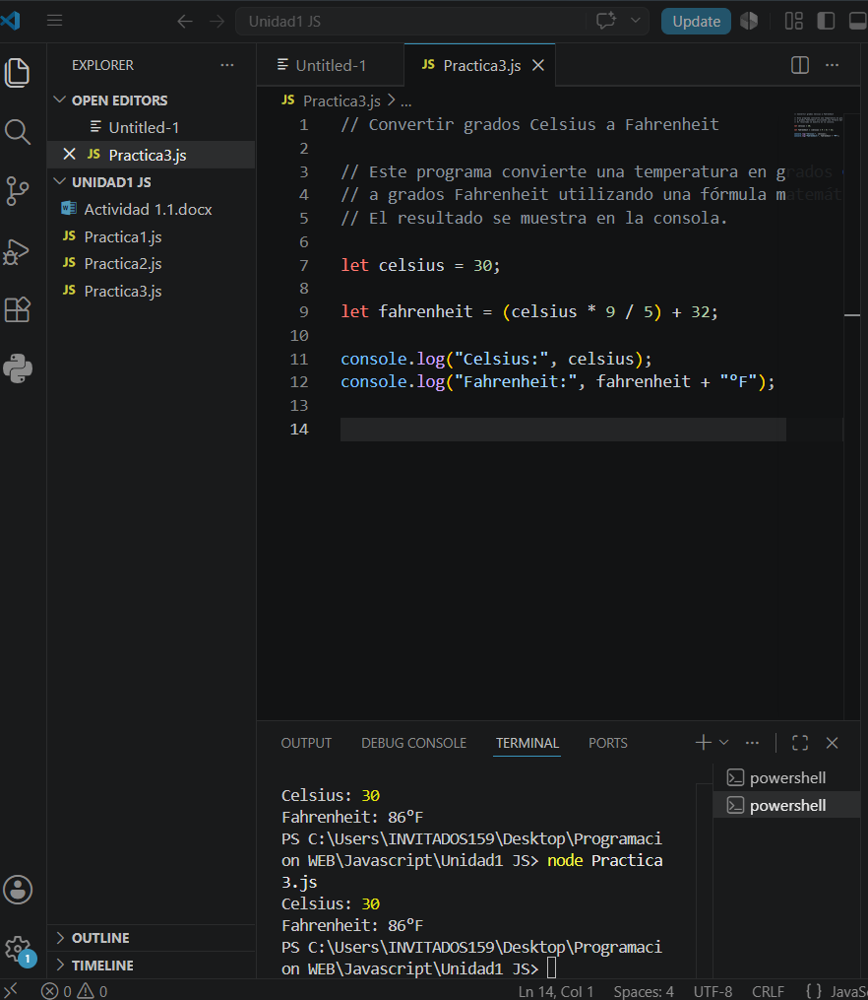 Unidad1 JS
Update
EXPLORER
OPEN EDITORS
Untitled-1
JS Practica3.js
UNIDAD1 JS
Actividad 1.1.docx
JS Practica1.js
JS Practica2.js
JS Practica3.js
OUTLINE
TIMELINE
Untitled-1
JS Practica3.js
JS Practica3.js > ...
1 // Convertir grados Celsius a Fahrenheit
2
3 // Este programa convierte una temperatura en grados
4 // a grados Fahrenheit utilizando una fórmula matemát
5 // El resultado se muestra en la consola.
6
7 let celsius = 30;
8
9 let fahrenheit = (celsius * 9 / 5) + 32;
10
11 console.log("Celsius:", celsius);
12 console.log("Fahrenheit:", fahrenheit + "°F");
13
14
OUTPUT DEBUG CONSOLE TERMINAL PORTS
Celsius: 30
Fahrenheit: 86°F
PS C:\Users\INVITADOS159\Desktop\Programaci
on WEB\Javascript\Unidad1 JS> node Practica
3.js
Celsius: 30
Fahrenheit: 86°F
PS C:\Users\INVITADOS159\Desktop\Programaci
on WEB\Javascript\Unidad1 JS>
powershell
powershell
1
0 0 Ln 14, Col 1 Spaces: 4 UTF-8 CRLF {} JavaS